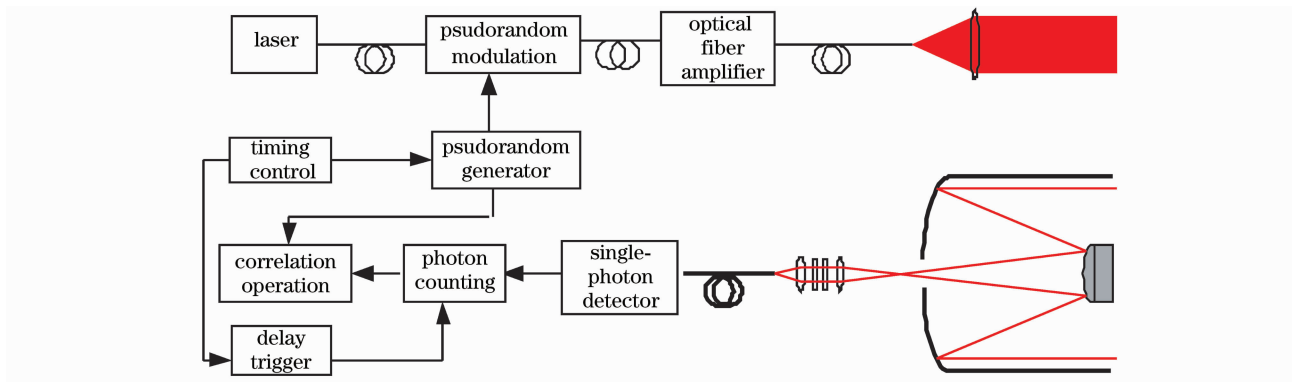 laser
psudorandom
modulation
optical
fiber
amplifier
timing
control
psudorandom
generator
correlation
operation
photon
counting
single-
photon
detector
delay
trigger